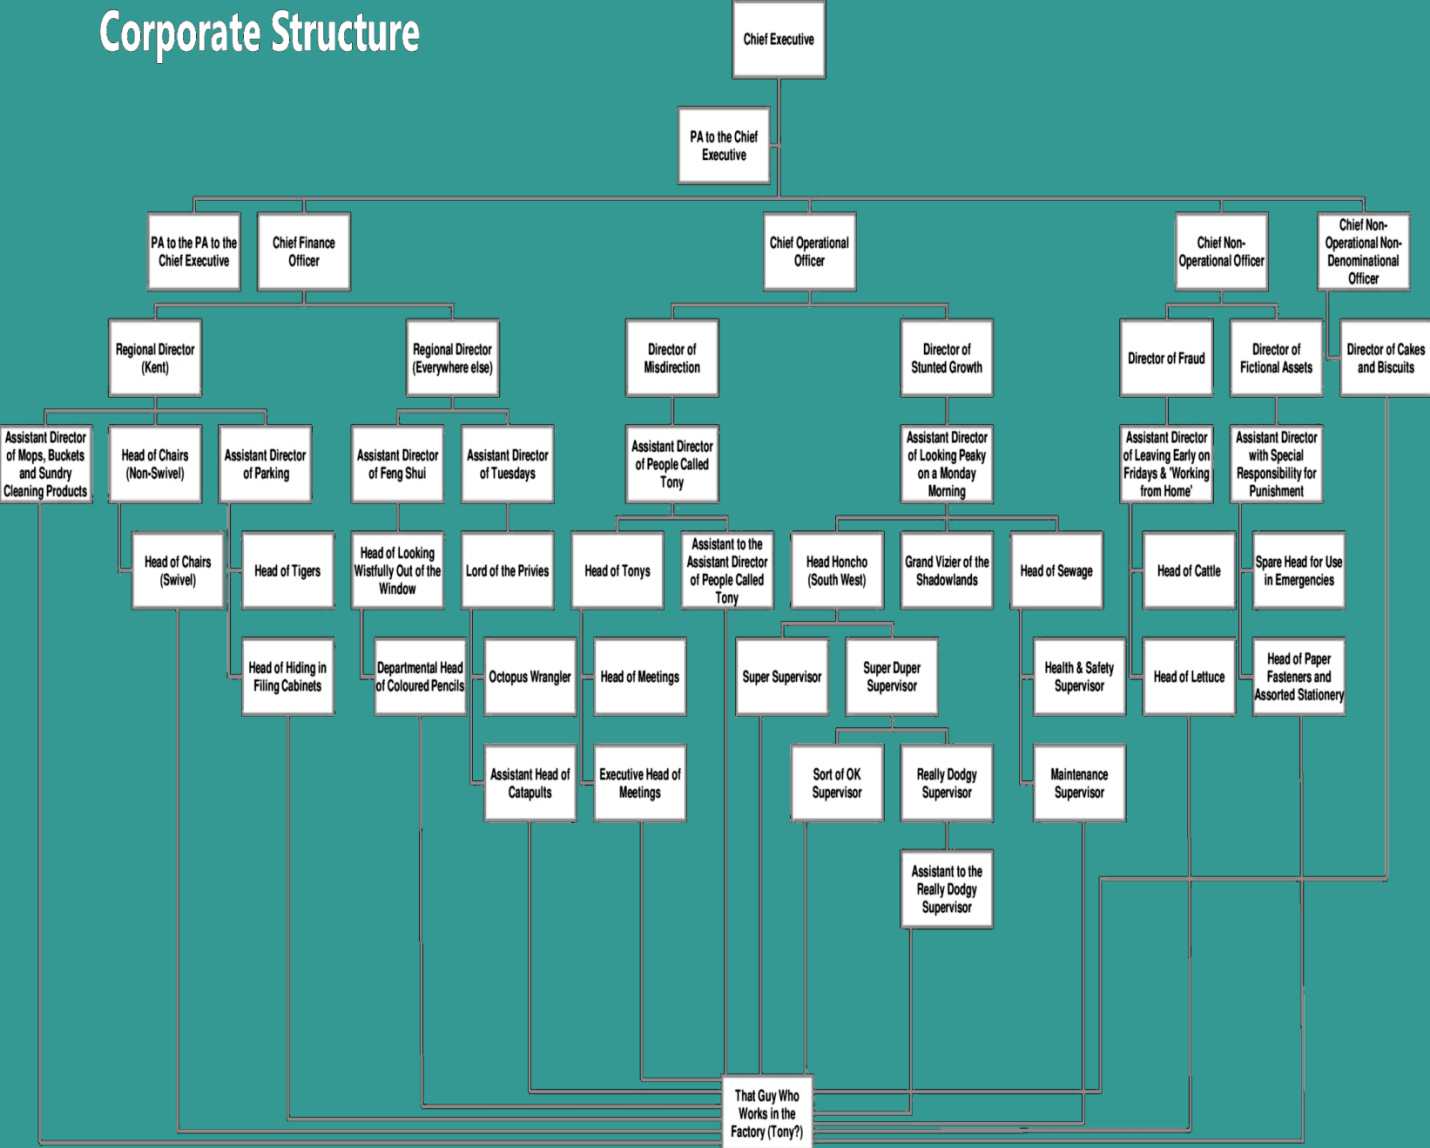 Corporate Structure
Chief Executive
PA to the Chief
Executive
PA to the PA to the
Chief Executive
Chief Finance
Officer
Chief Operational
Officer
Chief Non-
Operational Officer
Chief Non-
Operational Non-
Denominational
Officer
Regional Director
(Kent)
Regional Director
(Everywhere else)
Director of
Misdirection
Director of
Stunted Growth
Director of Fraud
Director of
Fictional Assets
Director of Cakes
and Biscuits
Assistant Director
of Mops, Buckets
and Sundry
Cleaning Products
Head of Chairs
(Non-Swivel)
Assistant Director
of Parking
Assistant Director
of Feng Shui
Assistant Director
of Tuesdays
Assistant Director
of People Called
Tony
Assistant Director
of Looking Peaky
on a Monday
Morning
Assistant Director
of Leaving Early on
Fridays & 'Working
from Home'
Assistant Director
with Special
Responsibility for
Punishment
Head of Chairs
(Swivel)
Head of Tigers
Head of Looking
Wistfully Out of the
Window
Lord of the Privies
Head of Tonys
Assistant to the
Assistant Director
of People Called
Tony
Head Honcho
(South West)
Grand Vizier of the
Shadowlands
Head of Sewage
Head of Cattle
Spare Head for Use
in Emergencies
Head of Hiding in
Filing Cabinets
Departmental Head
of Coloured Pencils
Octopus Wrangler
Head of Meetings
Super Supervisor
Super Duper
Supervisor
Health & Safety
Supervisor
Head of Lettuce
Head of Paper
Fasteners and
Assorted Stationery
Assistant Head of
Catapults
Executive Head of
Meetings
Sort of OK
Supervisor
Really Dodgy
Supervisor
Maintenance
Supervisor
Assistant to the
Really Dodgy
Supervisor
That Guy Who
Works in the
Factory (Tony?)